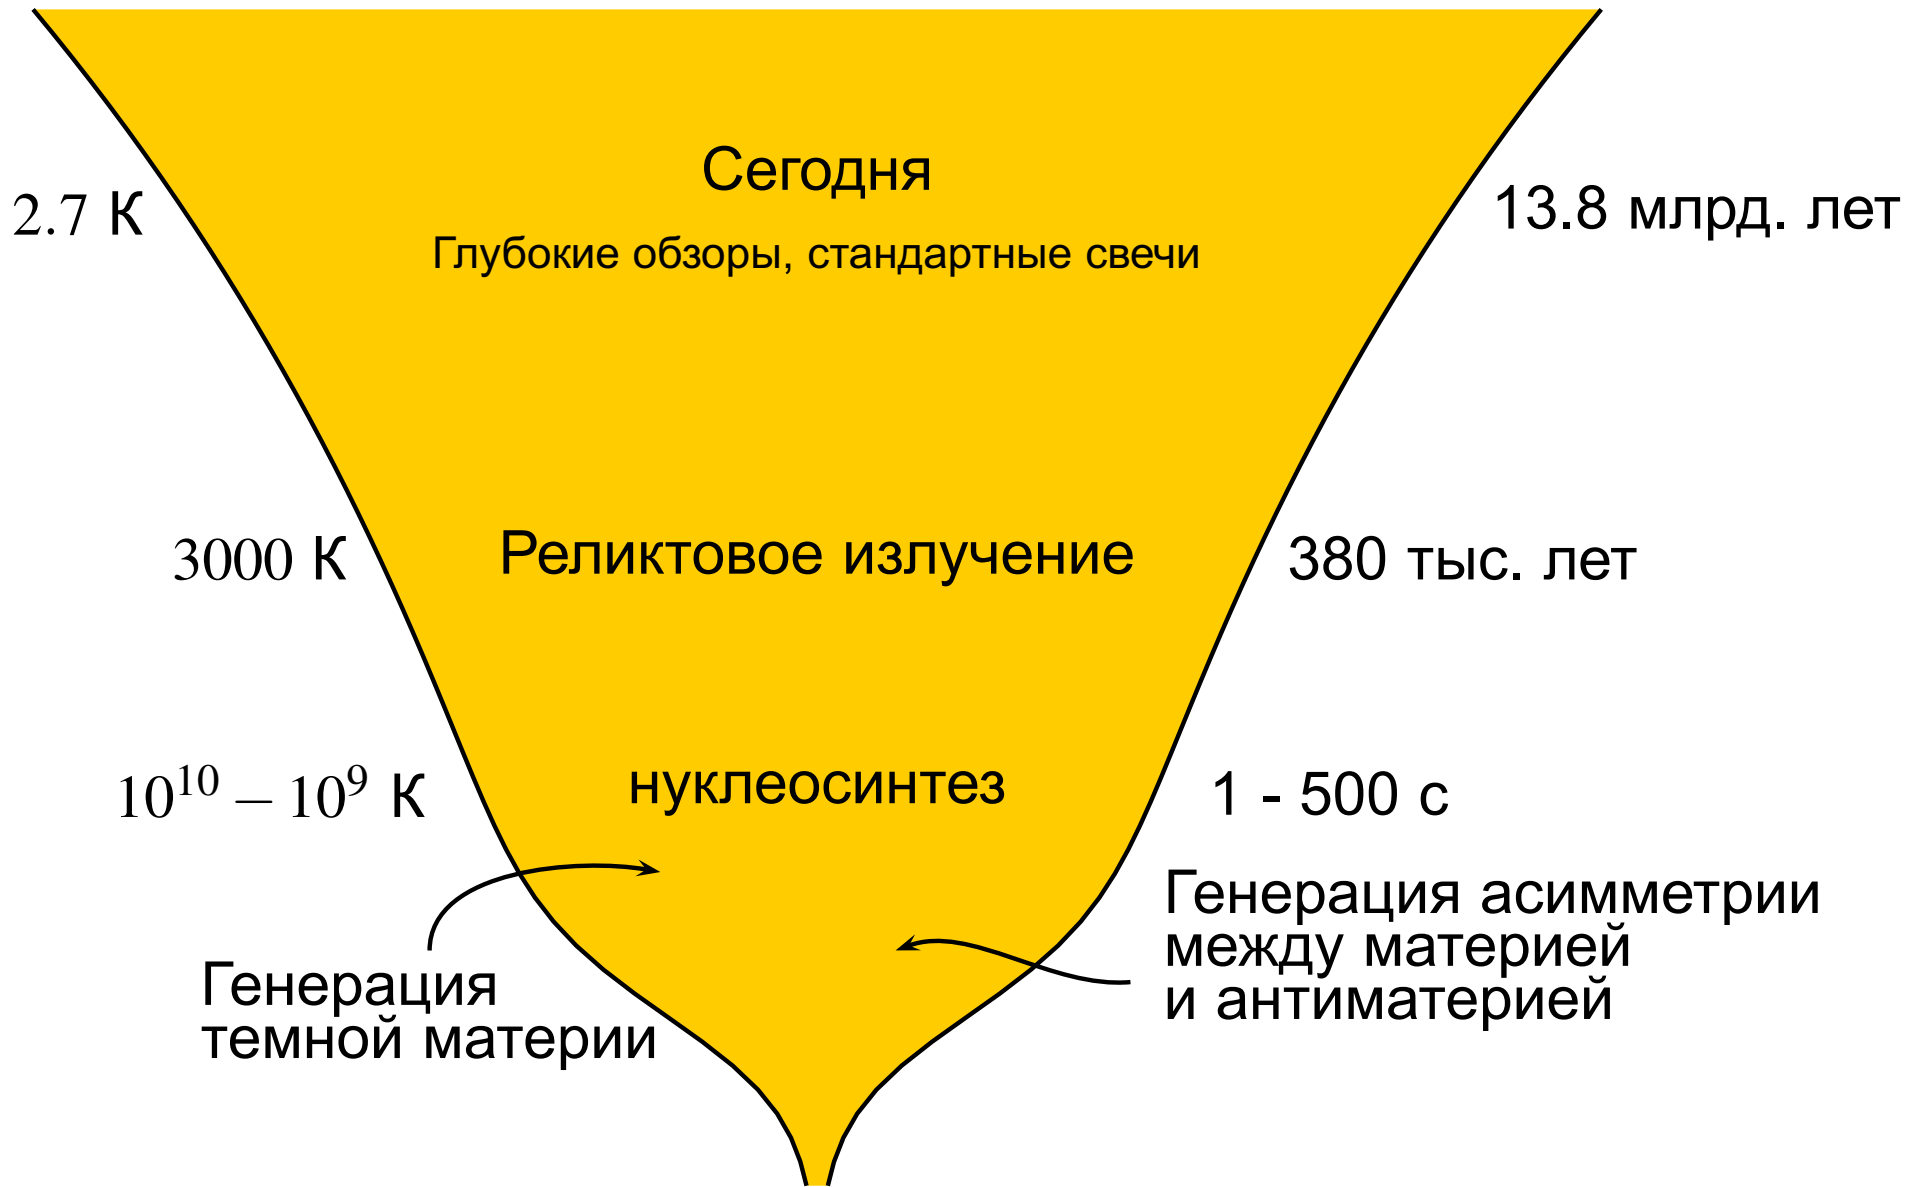 Сегодня
2.7 К
13.8 млрд. лет
Глубокие обзоры, стандартные свечи
3000 К
Реликтовое излучение
380 тыс. лет
10¹⁰ – 10⁹ К
нуклеосинтез
1 - 500 с
Генерация асимметрии
между материей
и антиматерией
Генерация
темной материи